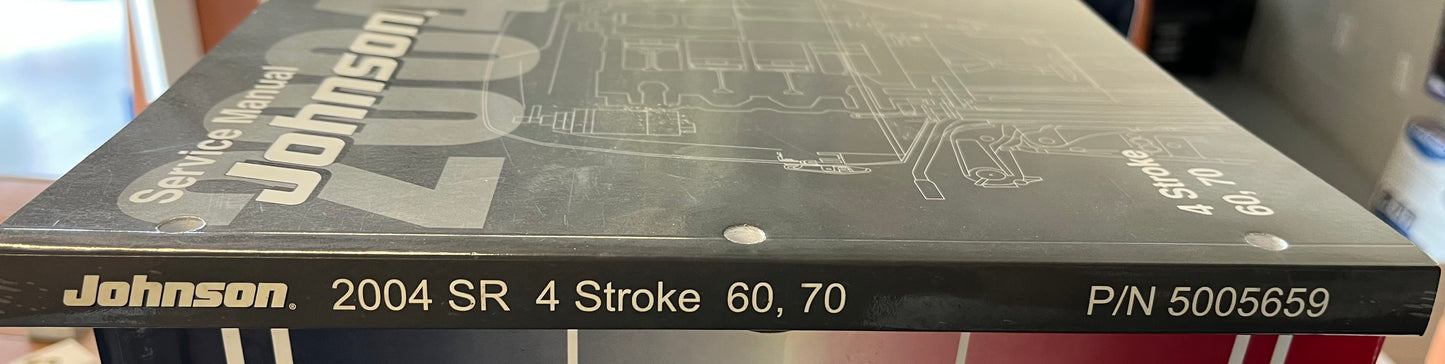 2004
Service Manual
Johnson
4 Stroke
60, 70
Johnson® 2004 SR 4 Stroke 60, 70 P/N 5005659